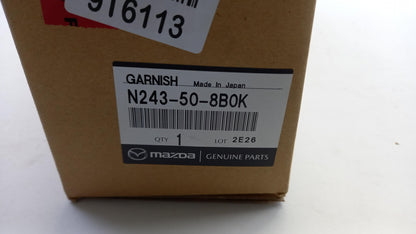 916113
GARNISH Made In Japan
N243-50-8B0K
QTY 1 LOT 2E26
mazda GENUINE PARTS